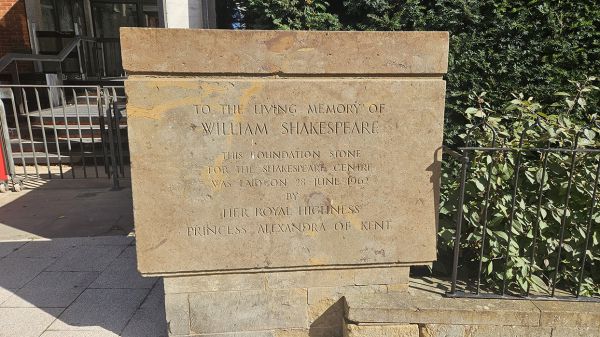 TO THE LIVING MEMORY OF
WILLIAM SHAKESPEARE
THIS FOUNDATION STONE
FOR THE SHAKESPEARE CENTRE
WAS LAID ON 28 JUNE 1962
BY
HER ROYAL HIGHNESS
PRINCESS ALEXANDRA OF KENT